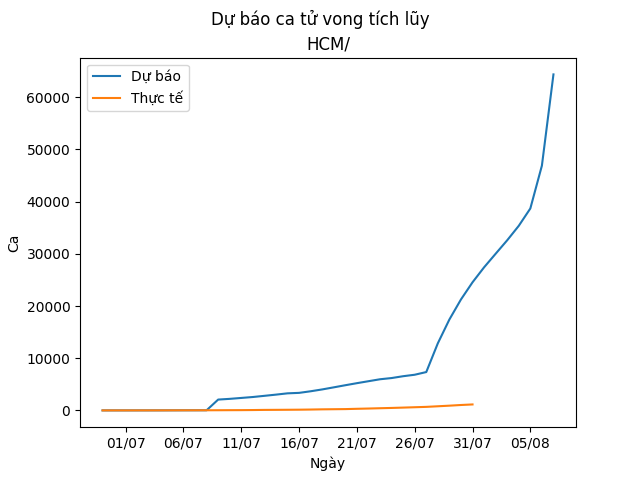 Dự báo ca tử vong tích lũy
HCM/
Dự báo
Thực tế
60000
50000
40000
30000
20000
10000
0
Ca
01/07 06/07 11/07 16/07 21/07 26/07 31/07 05/08
Ngày